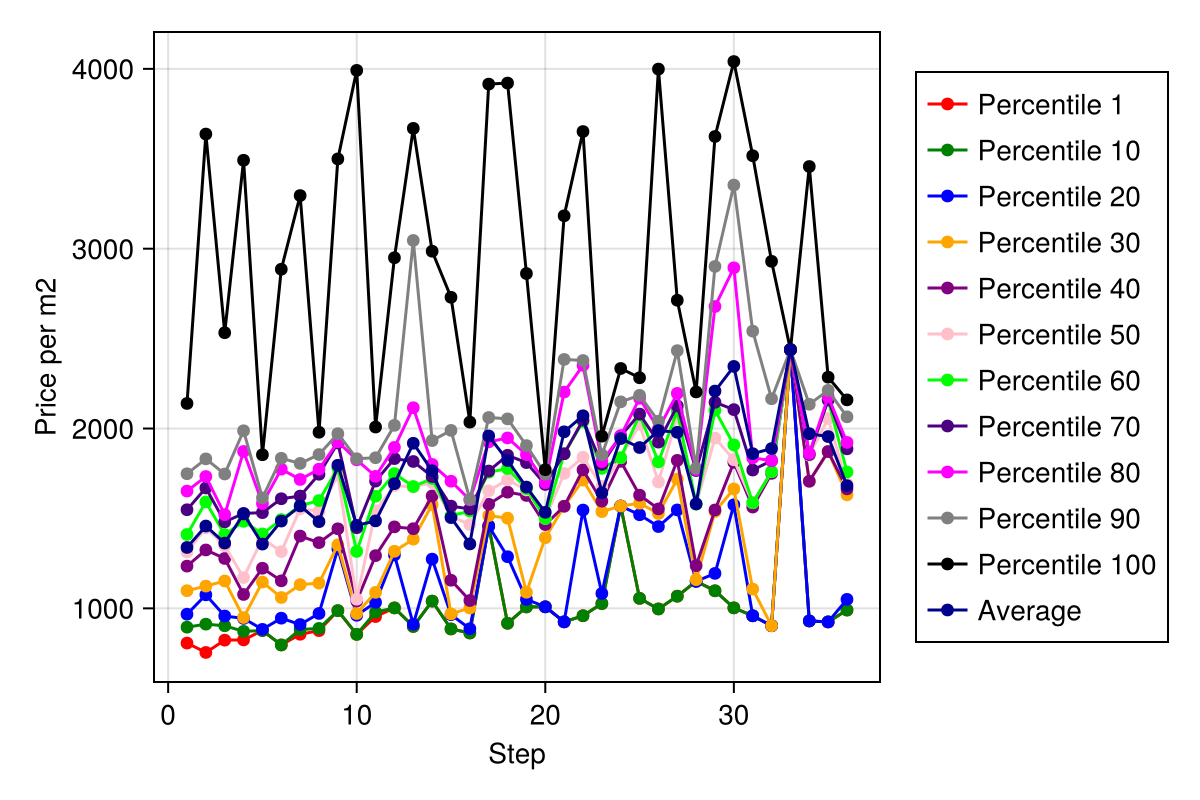 4000
3000
2000
1000
Price per m2
0
10
20
30
Step
Percentile 1
Percentile 10
Percentile 20
Percentile 30
Percentile 40
Percentile 50
Percentile 60
Percentile 70
Percentile 80
Percentile 90
Percentile 100
Average